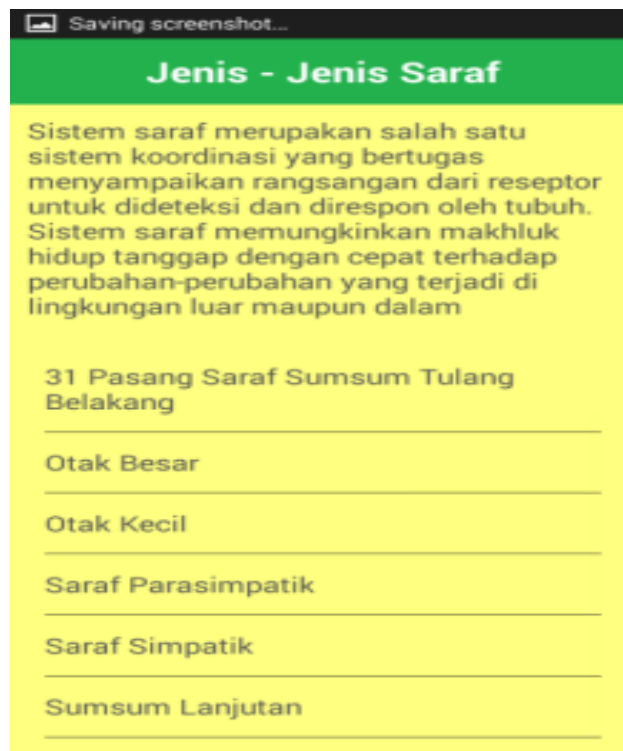 Saving screenshot...
Jenis - Jenis Saraf
Sistem saraf merupakan salah satu
sistem koordinasi yang bertugas
menyampaikan rangsangan dari reseptor
untuk dideteksi dan direspon oleh tubuh.
Sistem saraf memungkinkan makhluk
hidup tanggap dengan cepat terhadap
perubahan-perubahan yang terjadi di
lingkungan luar maupun dalam
31 Pasang Saraf Sumsum Tulang
Belakang
Otak Besar
Otak Kecil
Saraf Parasimpatik
Saraf Simpatik
Sumsum Lanjutan